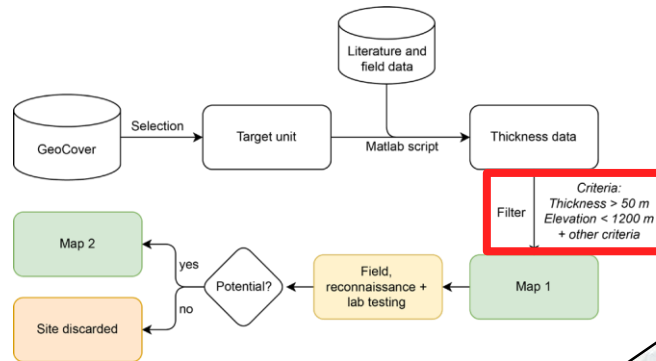 Literature and
field data
GeoCover
Selection
Target unit
Matlab script
Thickness data
Filter
Criteria:
Thickness > 50 m
Elevation < 1200 m
+ other criteria
Map 2
yes
Potential?
no
Site discarded
Field,
reconnaissance +
lab testing
Map 1